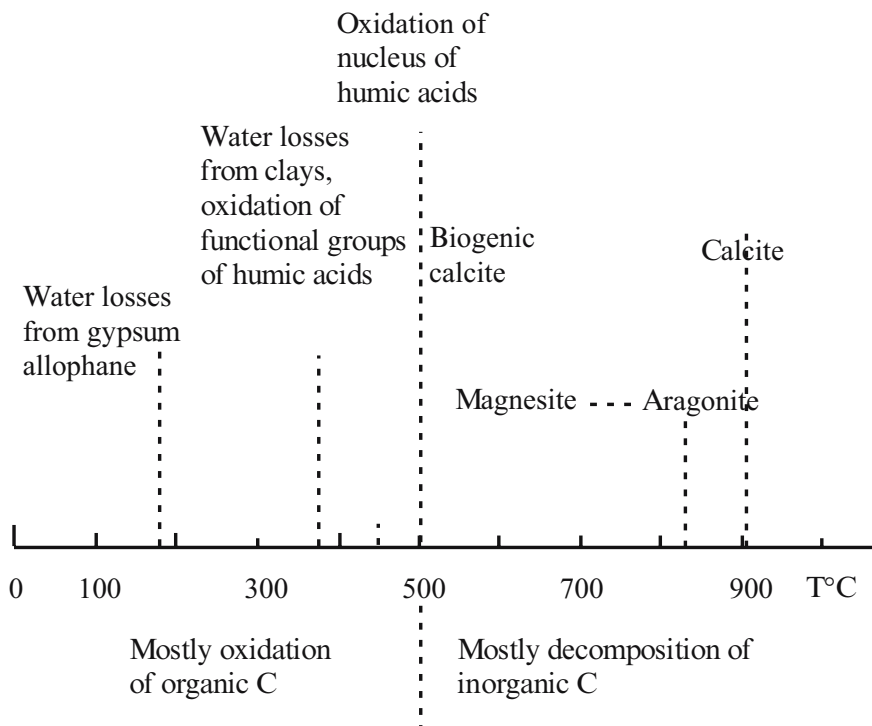 Oxidation of
nucleus of
humic acids
Water losses
from clays,
oxidation of
functional groups
of humic acids
Biogenic
calcite
Calcite
Water losses
from gypsum
allophane
Magnesite
Aragonite
0 100 300 500 700 900 T°C
Mostly oxidation
of organic C
Mostly decomposition of
inorganic C